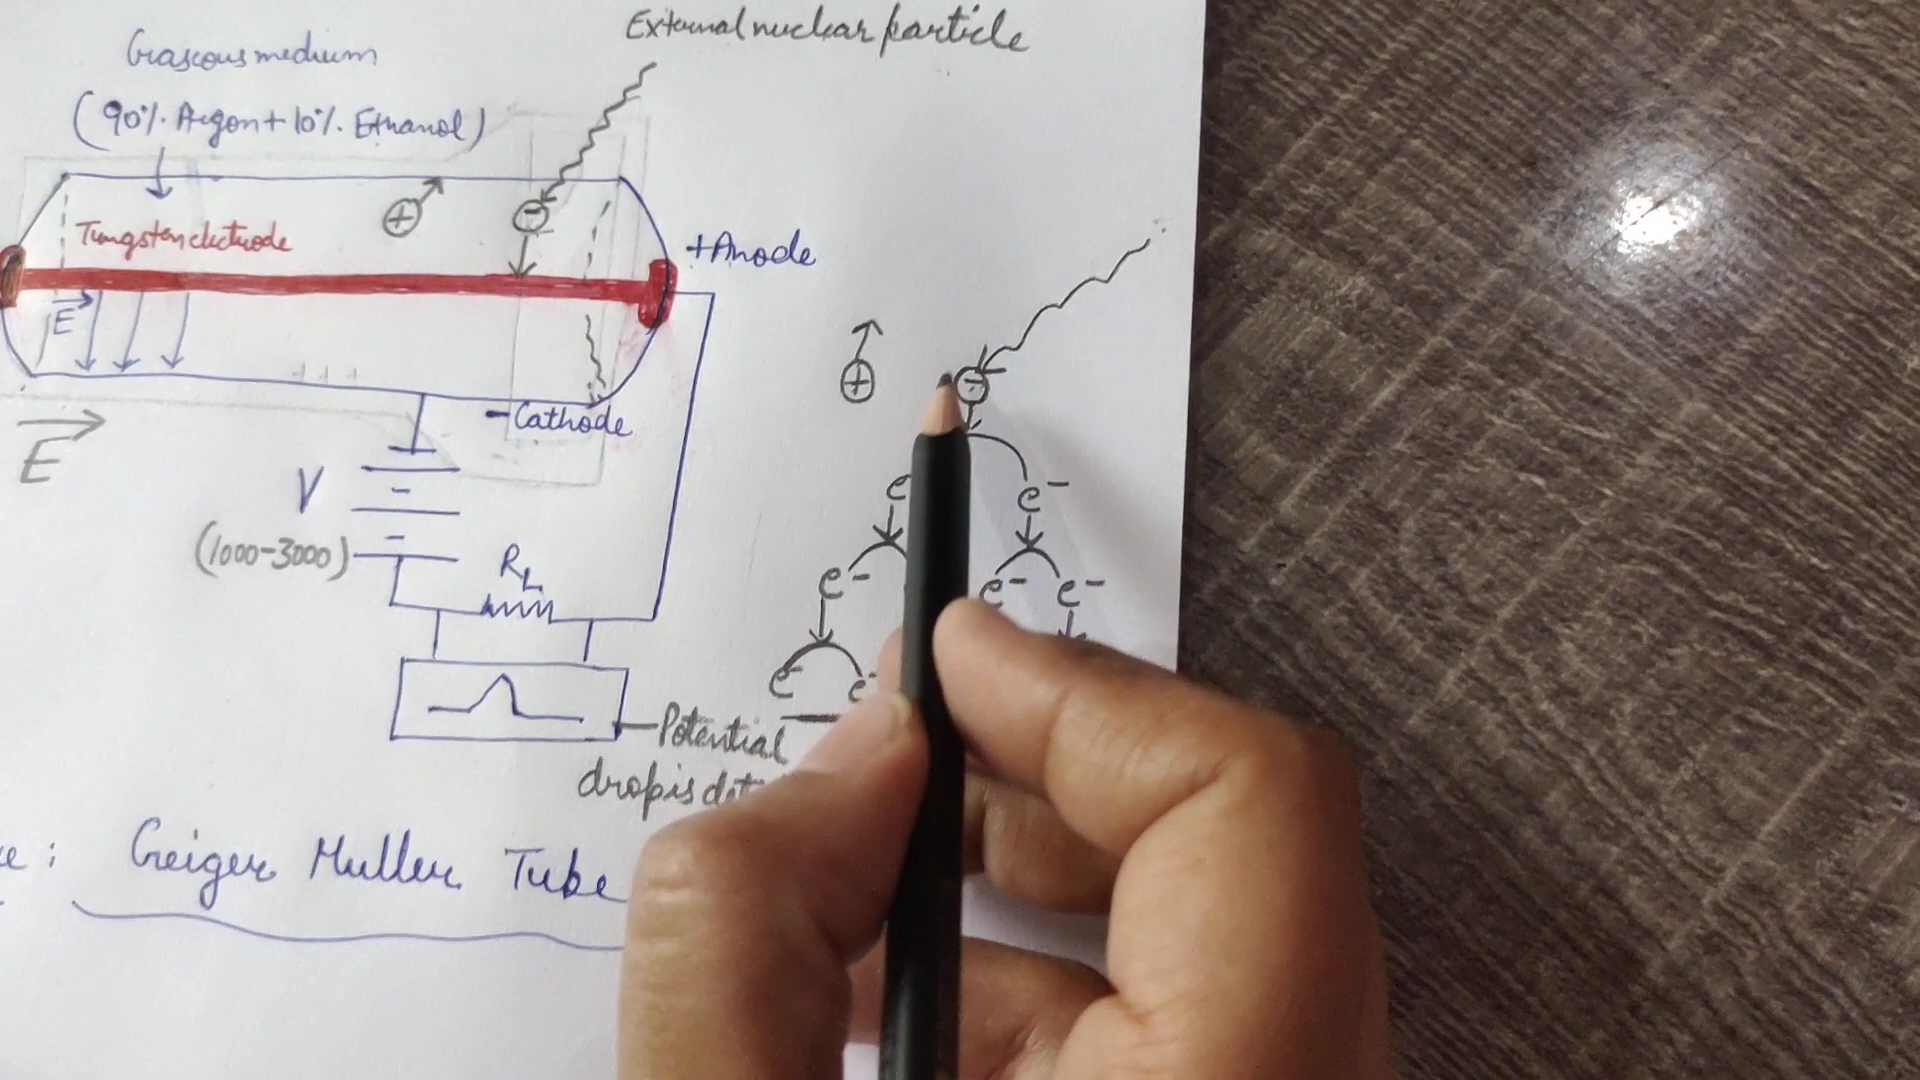 External nuclear particle
Gaseous medium
(90% Argon + 10% Ethanol)
Tungsten electrode
+Anode
E
- Cathode
E
V
(1000-3000)
RL
e
e-
e-
e-
e-
e-
e-
Potential
drop is det
Geiger Muller Tube